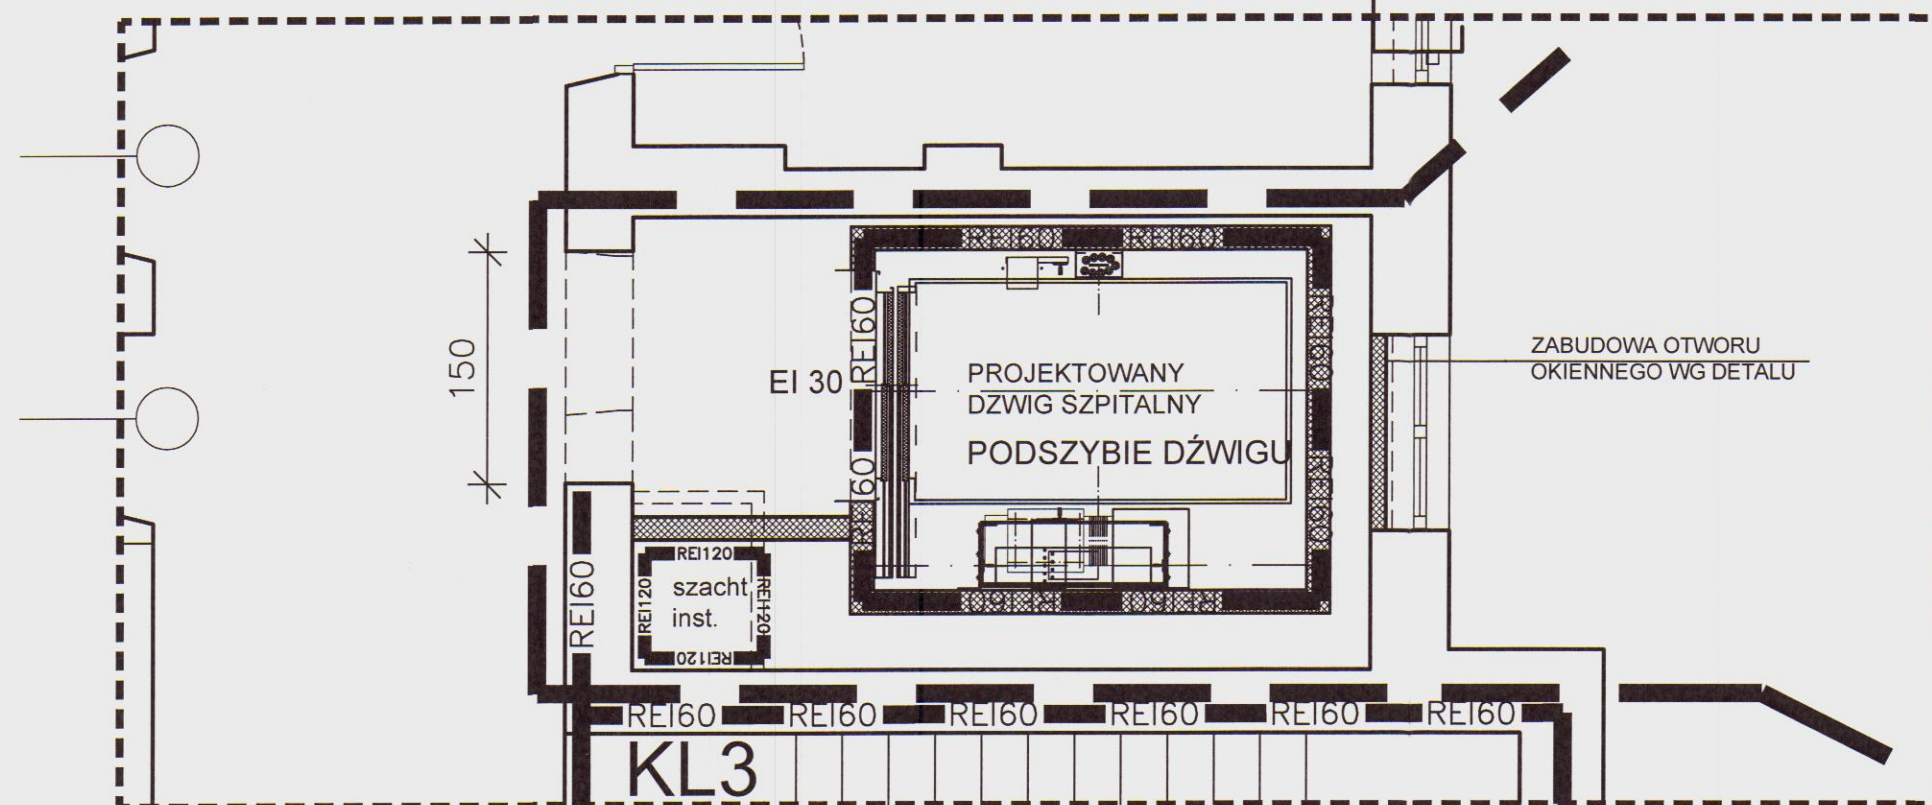 REI60 REI60
REI60
REI60
150
EI 30
PROJEKTOWANY
DZWIG SZPITALNY
PODSZYBIE DŹWIGU
ZABUDOWA OTWORU
OKIENNEGO WG DETALU
REI60
REI60
REI60
REI60
REI60 REI60
REI120
REI120
szacht
inst.
REI120
REI120
REI60 REI60 REI60 REI60 REI60 REI60
KL3